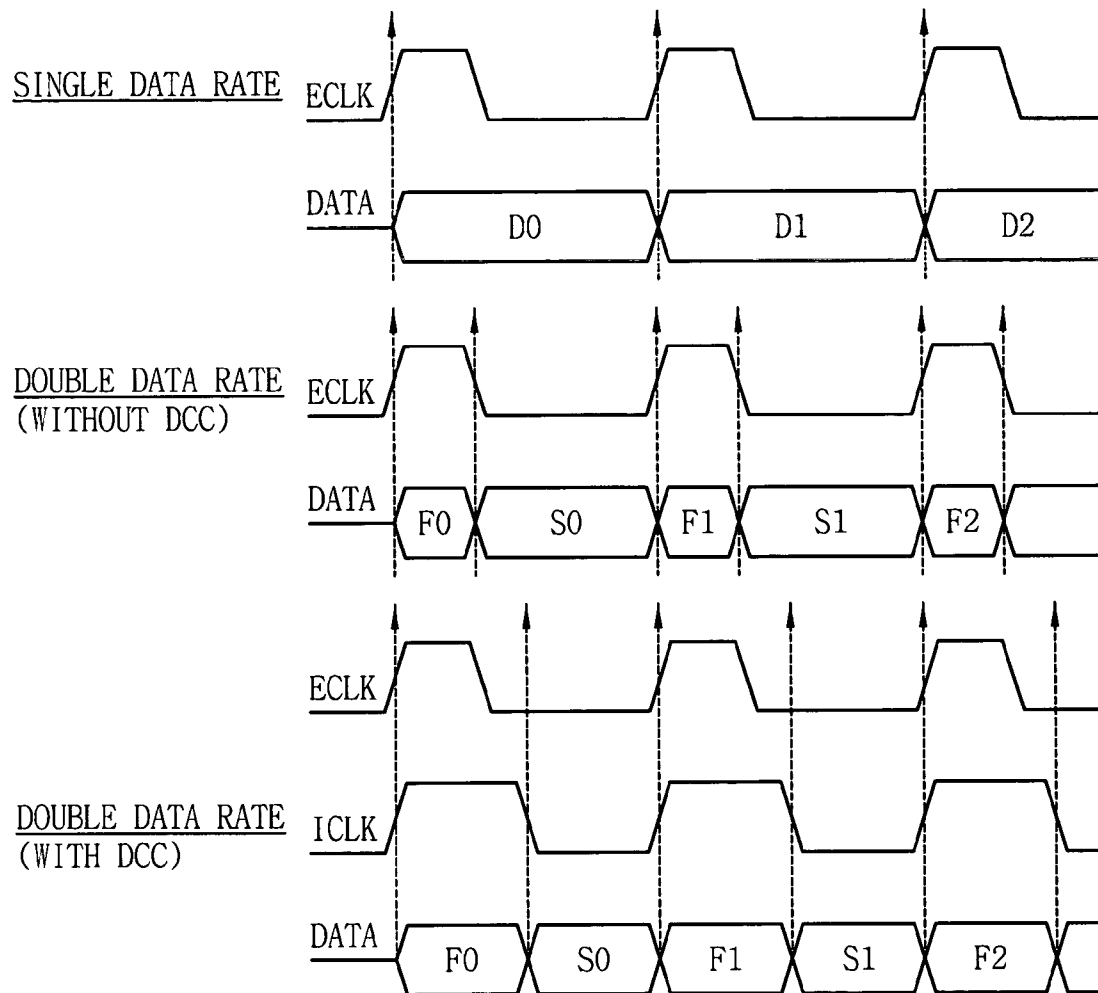 SINGLE DATA RATE
ECLK
DATA
D0 D1 D2
DOUBLE DATA RATE
(WITHOUT DCC)
ECLK
DATA
F0 S0 F1 S1 F2
ECLK
DOUBLE DATA RATE
(WITH DCC)
ICLK
DATA
F0 S0 F1 S1 F2